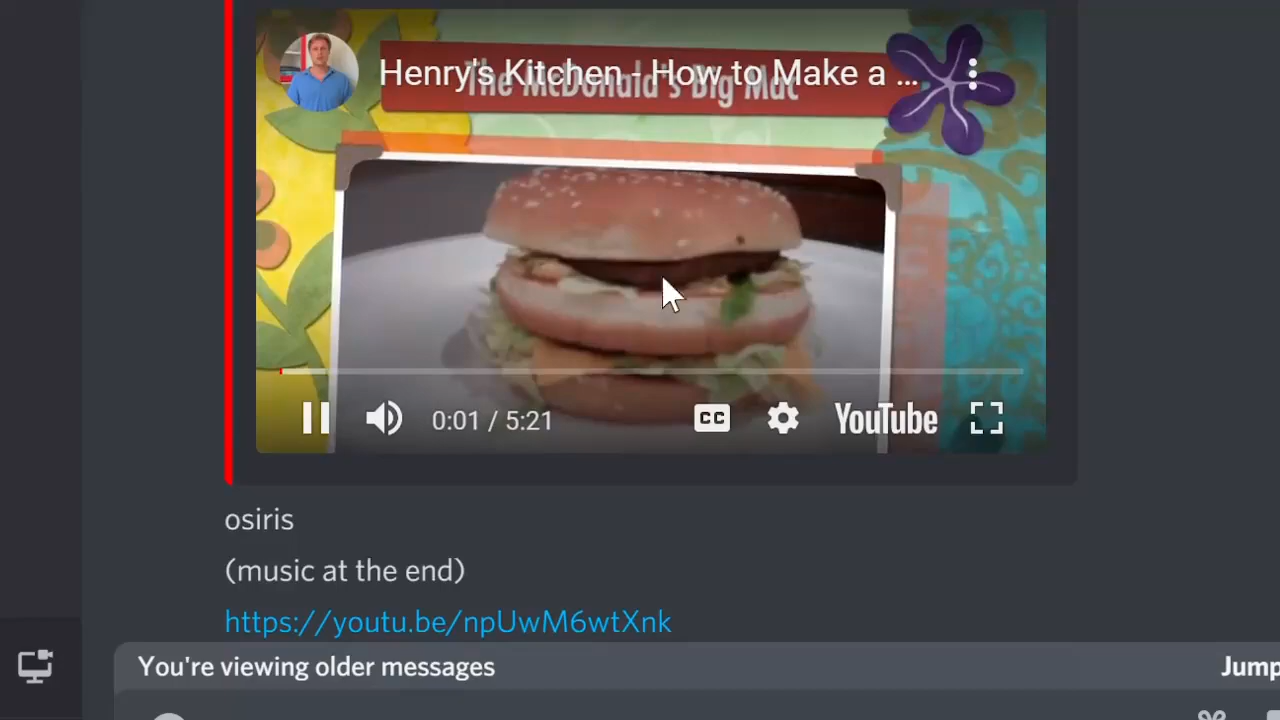 Henry's Kitchen - How to Make a ...
The McDonald's Big Mac
0:01 / 5:21
CC
YouTube
osiris
(music at the end)
https://youtu.be/npUwM6wtXnk
You're viewing older messages
Jump